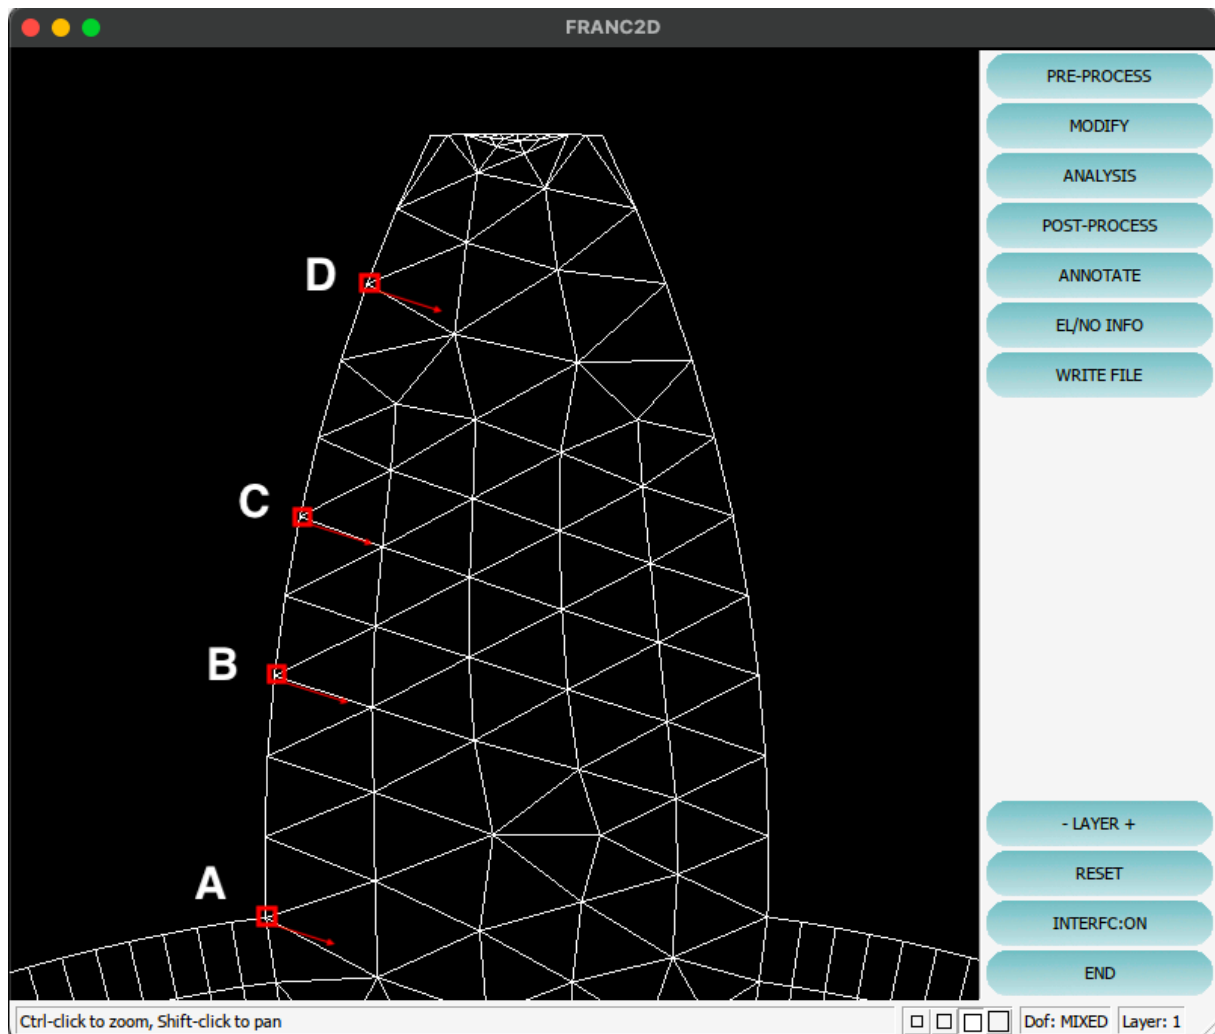 FRANC2D
PRE-PROCESS
MODIFY
ANALYSIS
POST-PROCESS
ANNOTATE
EL/NO INFO
WRITE FILE
D
C
B
A
- LAYER +
RESET
INTERFC:ON
END
Ctrl-click to zoom, Shift-click to pan
Dof: MIXED
Layer: 1